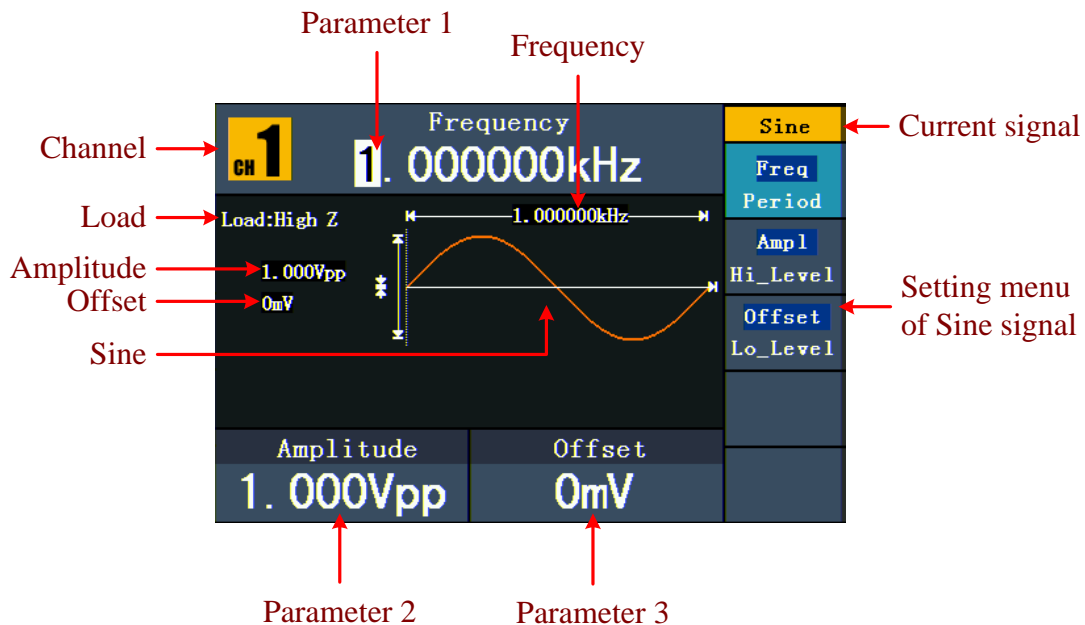 Parameter 1
Frequency
Channel
CH 1
Frequency
1.000000kHz
Sine
Current signal
Freq
Period
Load
Load:High Z
1.000000kHz
Amplitude
1.000Vpp
Ampl
Hi_Level
Offset
0mV
Offset
Lo_Level
Setting menu
of Sine signal
Sine
Amplitude
1.000Vpp
Offset
0mV
Parameter 2
Parameter 3